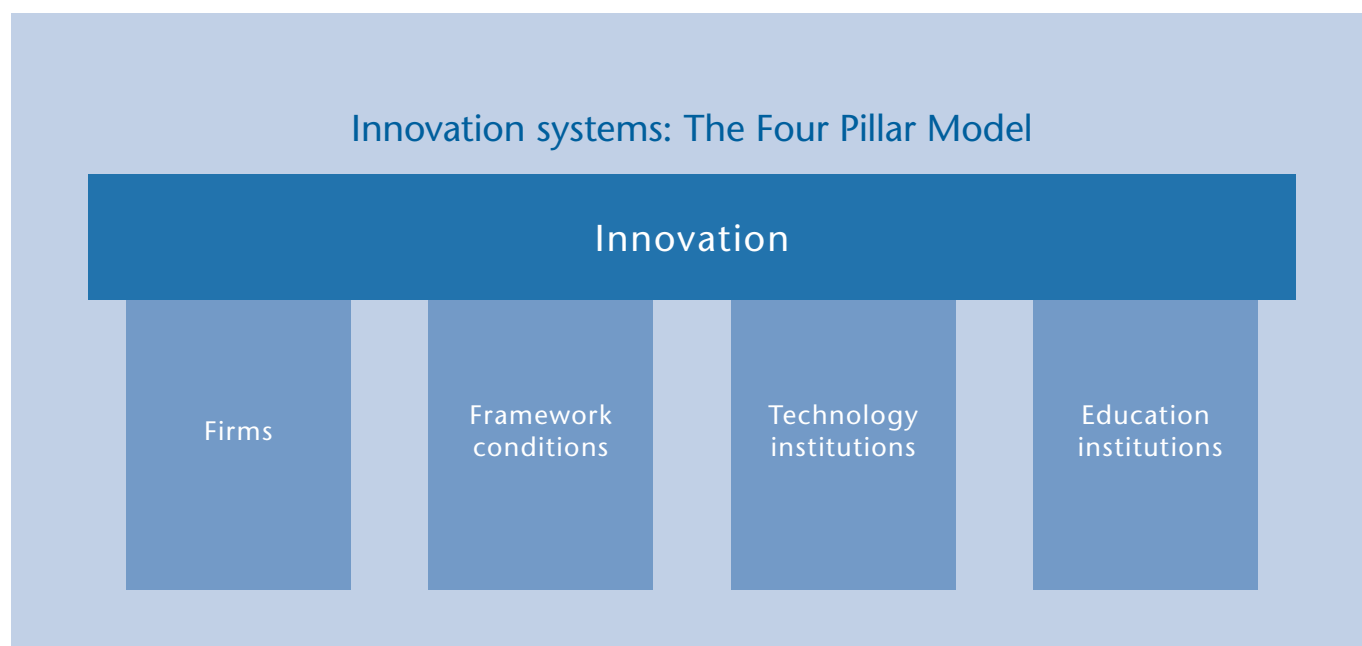 Innovation systems: The Four Pillar Model
Innovation
Firms
Framework
conditions
Technology
institutions
Education
institutions